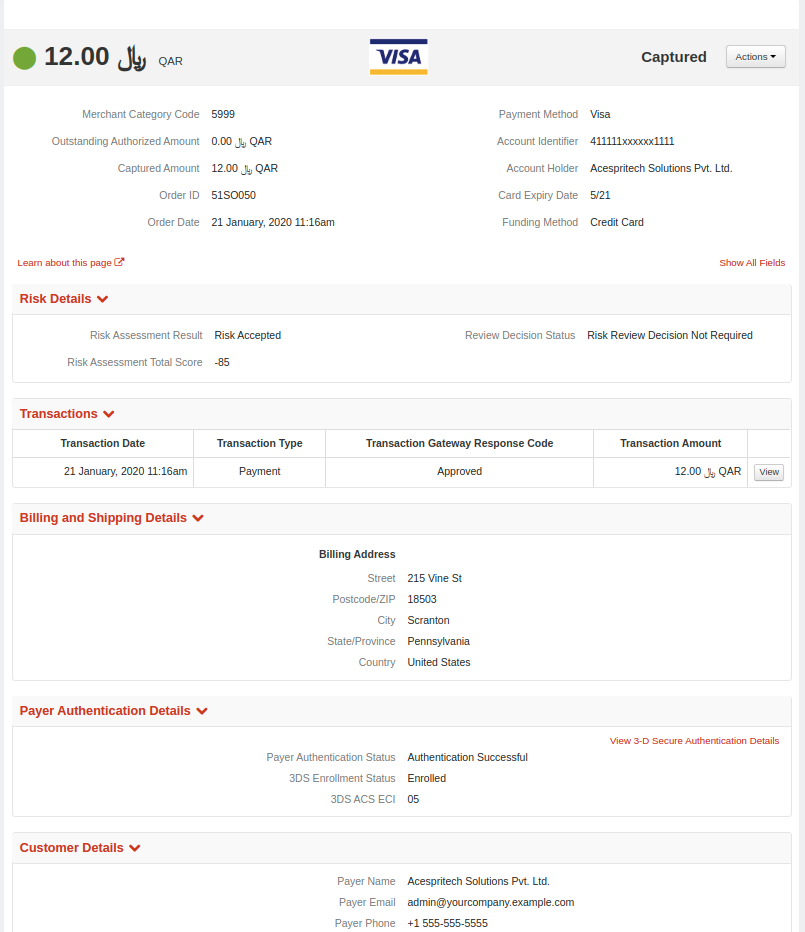 12.00 ﷼ QAR VISA Captured Actions
Merchant Category Code 5999 Payment Method Visa
Outstanding Authorized Amount 0.00 ﷼ QAR Account Identifier 411111xxxxxx1111
Captured Amount 12.00 ﷼ QAR Account Holder Acespritech Solutions Pvt. Ltd.
Order ID 51SO050 Card Expiry Date 5/21
Order Date 21 January, 2020 11:16am Funding Method Credit Card
Learn about this page Show All Fields
Risk Details
Risk Assessment Result Risk Accepted Review Decision Status Risk Review Decision Not Required
Risk Assessment Total Score -85
Transactions
Transaction Date Transaction Type Transaction Gateway Response Code Transaction Amount
21 January, 2020 11:16am Payment Approved 12.00 ﷼ QAR View
Billing and Shipping Details
Billing Address
Street 215 Vine St
Postcode/ZIP 18503
City Scranton
State/Province Pennsylvania
Country United States
Payer Authentication Details
View 3-D Secure Authentication Details
Payer Authentication Status Authentication Successful
3DS Enrollment Status Enrolled
3DS ACS ECI 05
Customer Details
Payer Name Acespritech Solutions Pvt. Ltd.
Payer Email admin@yourcompany.example.com
Payer Phone +1 555-555-5555